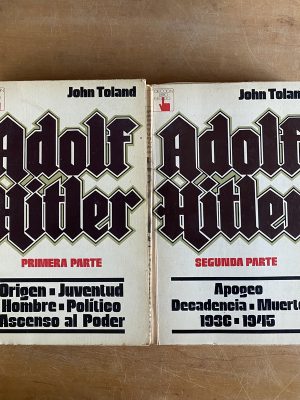 John Toland
Adolf
Hitler
PRIMERA PARTE
Origen ▪ Juventud
Hombre ▪ Político
Ascenso al Poder
John Toland
Adolf
Hitler
SEGUNDA PARTE
Apogeo
Decadencia ▪ Muerte
1936 ▪ 1945